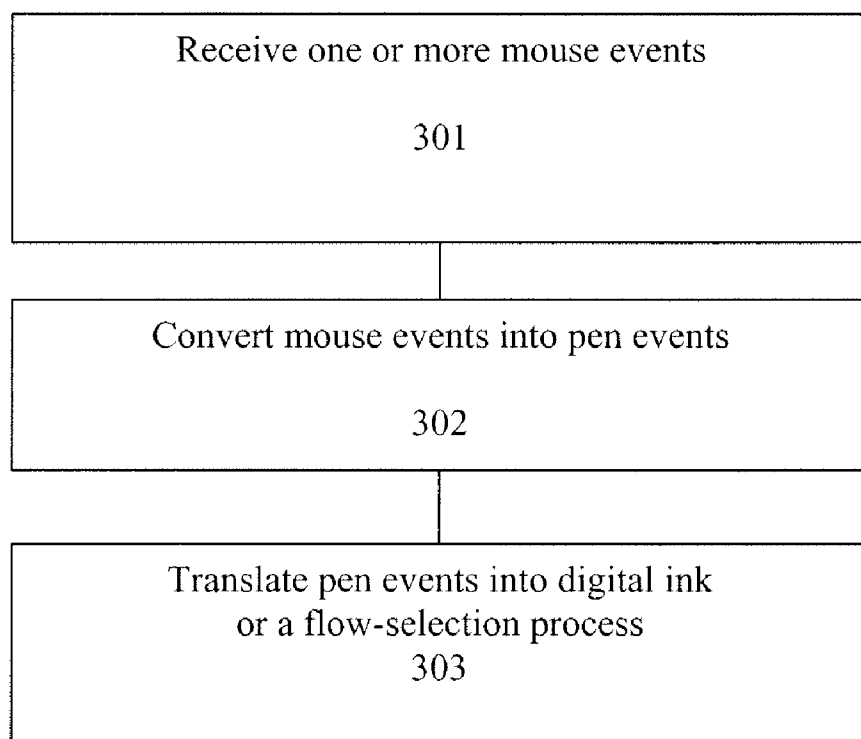 Receive one or more mouse events
301
Convert mouse events into pen events
302
Translate pen events into digital ink
or a flow-selection process
303